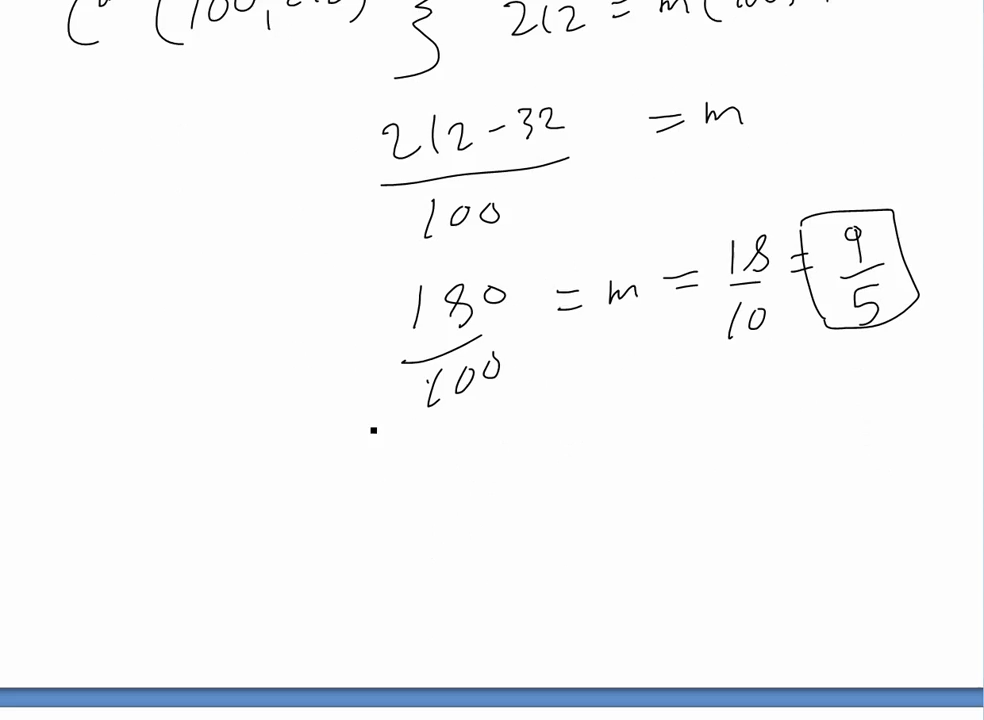 212 = m
212-32 = m
100
180 = m = 18 = 9
100 10 5